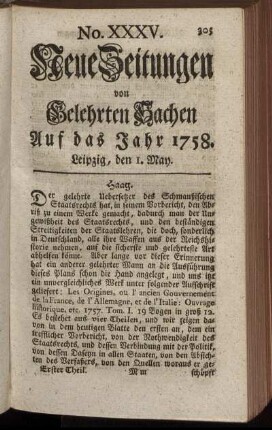 No. XXXV. 303
Neue Zeitungen
von
Gelehrten Sachen
Auf das Jahr 1758.
Leipzig, den 1. May.
Haag.
Der gelehrte Uebersetzer des Schmaußischen
Staatsrechts hat, in seinem Vorbericht, den Ab-
riß zu einem Werke gemacht, dadurch man der Un-
gewißheit des Staatsrechts, und den beständigen
Streitigkeiten der Staatslehrer, die doch, sonderlich
in Deutschland, alle ihre Waffen aus der Reichshi-
storie nehmen, auf die sicherste und gelehrteste Art
abhelfen könne. Aber lange vor dieser Erinnerung
hat ein anderer gelehrter Mann an die Ausführung
dieses Plans schon die Hand angelegt, und uns itzt
ein unvergleichliches Werk unter folgender Aufschrift
geliefert: Les Origines, ou l'ancien Gouvernement
de la France, de l'Allemagne, et de l'Italie: Ouvrage
historique, etc. 1757. Tom. I. 19 Bogen in groß 12.
Es bestehet aus vier Theilen, und wir zeigen da-
von in dem heutigen Blatte den ersten an, dem ein
trefflicher Vorbericht, von der Nothwendigkeit des
Staatsrechts, und dessen Verbindung mit der Politik,
von dessen Daseyn in allen Staaten, von den Absich-
ten des Verfassers, von den Quellen woraus er ge-
Erster Theil. M m schöpft